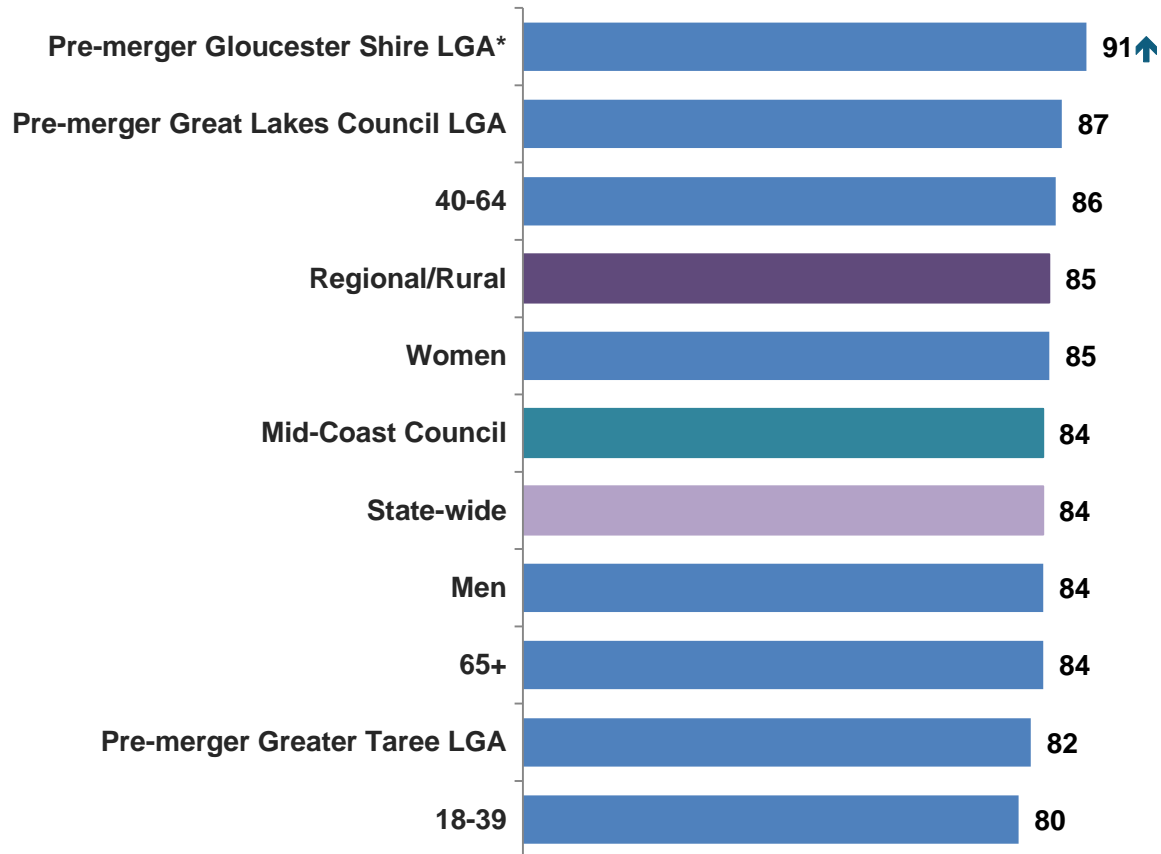 Pre-merger Gloucester Shire LGA* 91
Pre-merger Great Lakes Council LGA 87
40-64 86
Regional/Rural 85
Women 85
Mid-Coast Council 84
State-wide 84
Men 84
65+ 84
Pre-merger Greater Taree LGA 82
18-39 80